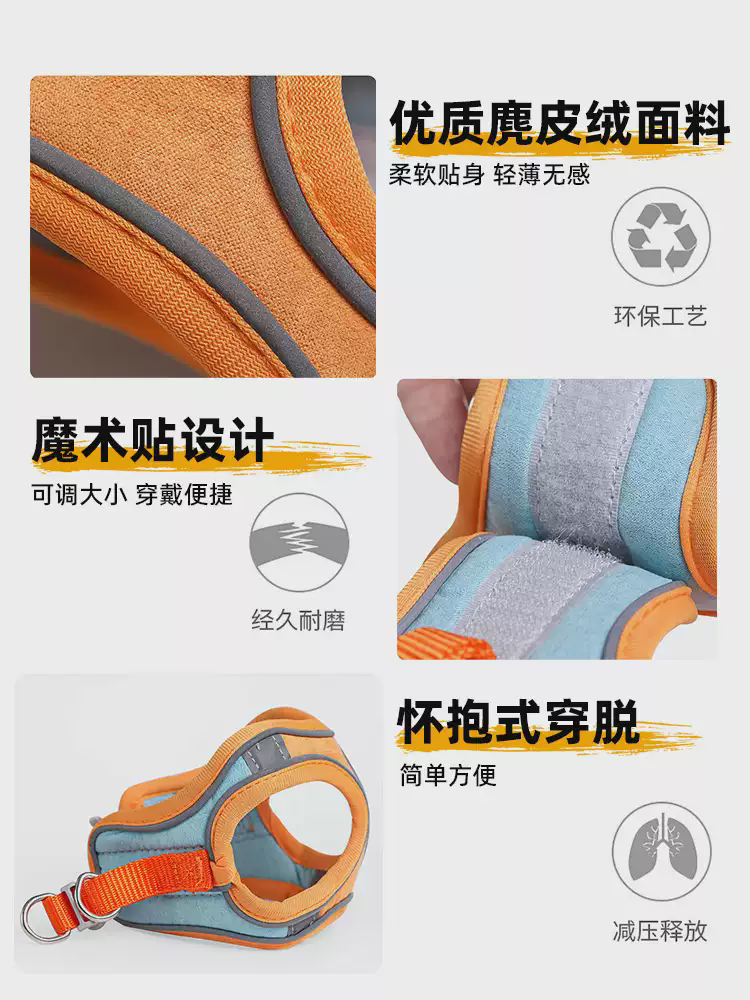 优质麂皮绒面料
柔软贴身 轻薄无感
环保工艺
魔术贴设计
可调大小 穿戴便捷
经久耐磨
怀抱式穿脱
简单方便
减压释放